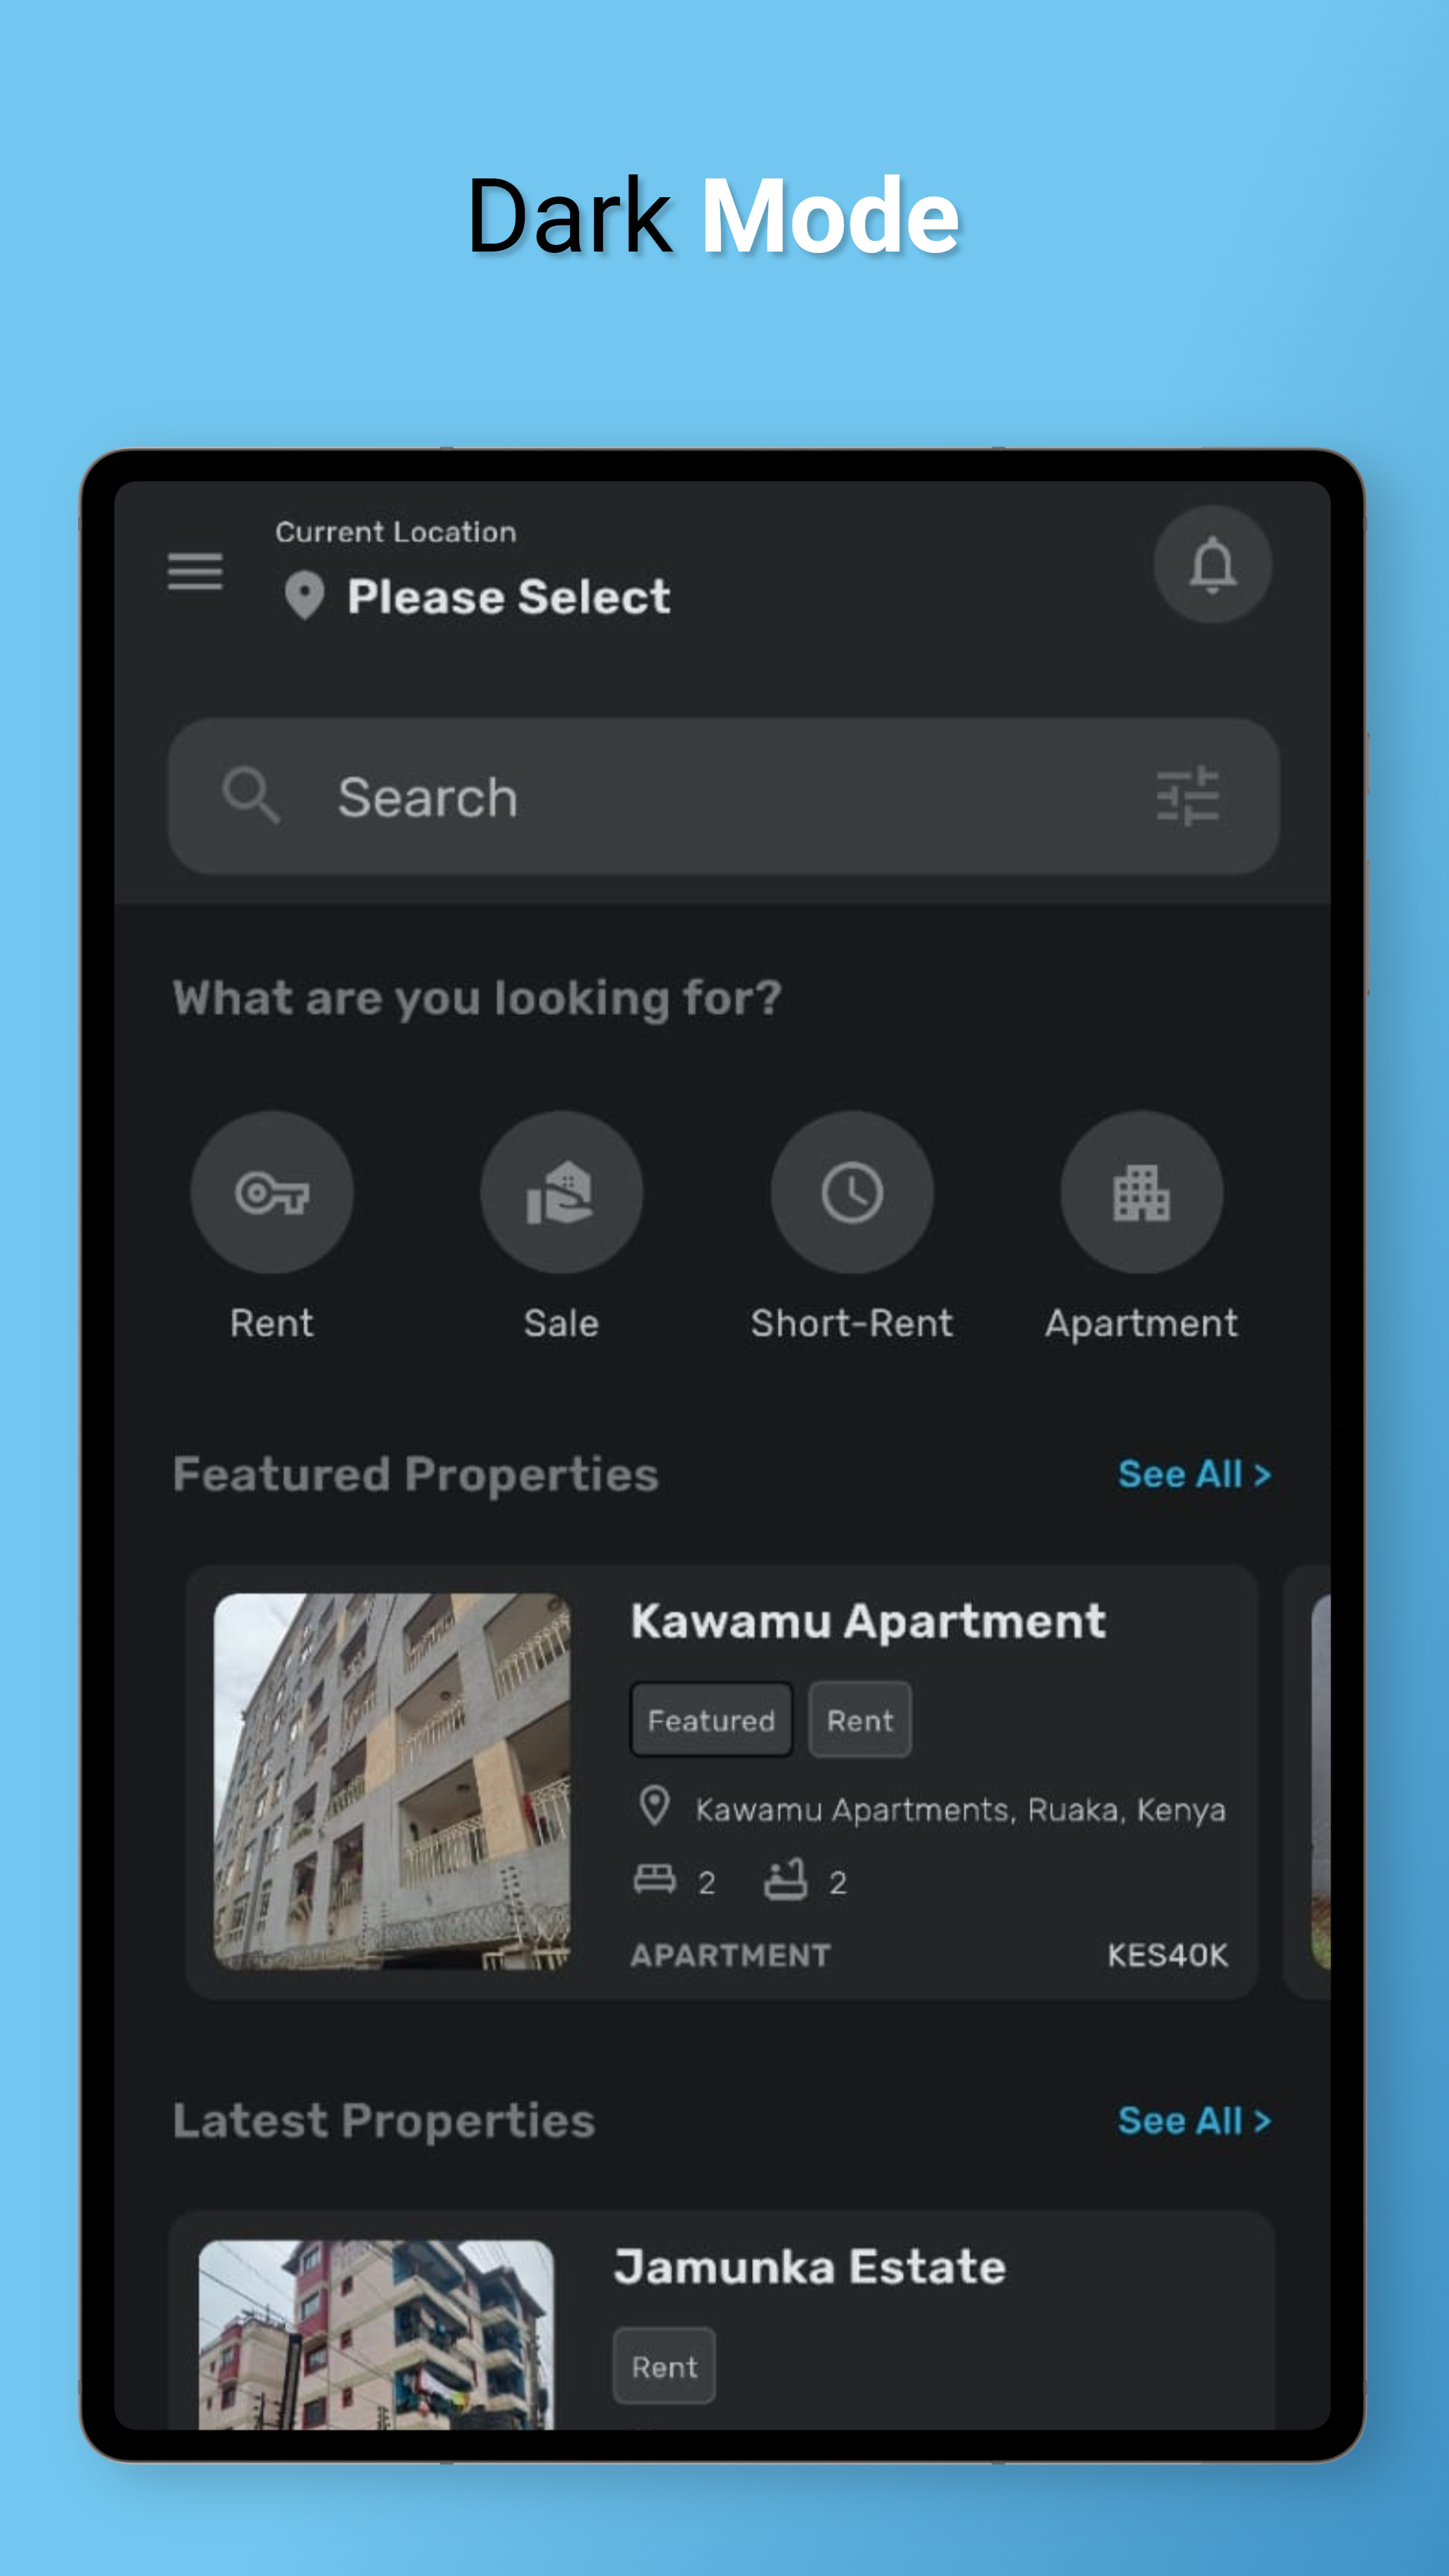 Dark Mode
Current Location
Please Select
Search
What are you looking for?
Rent
Sale
Short-Rent
Apartment
Featured Properties
See All >
Kawamu Apartment
Featured
Rent
Kawamu Apartments, Ruaka, Kenya
2
2
APARTMENT
KES40K
Latest Properties
See All >
Jamunka Estate
Rent